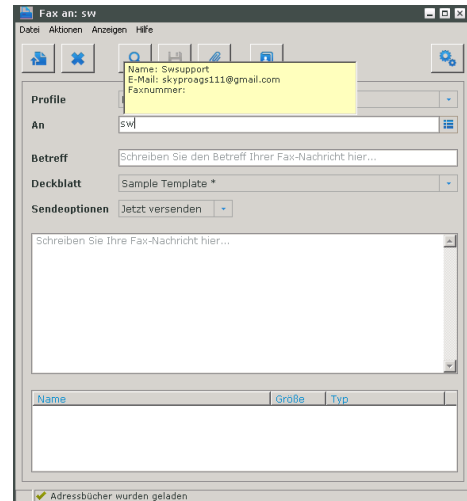 Fax an: sw
Datei Aktionen Anzeigen Hilfe
Name: Swsupport
E-Mail: skyproags111@gmail.com
Faxnummer:
Profile
An sw
Betreff Schreiben Sie den Betreff Ihrer Fax-Nachricht hier...
Deckblatt Sample Template *
Sendeoptionen Jetzt versenden
Schreiben Sie Ihre Fax-Nachricht hier...
Name Größe Typ
Adressbücher wurden geladen